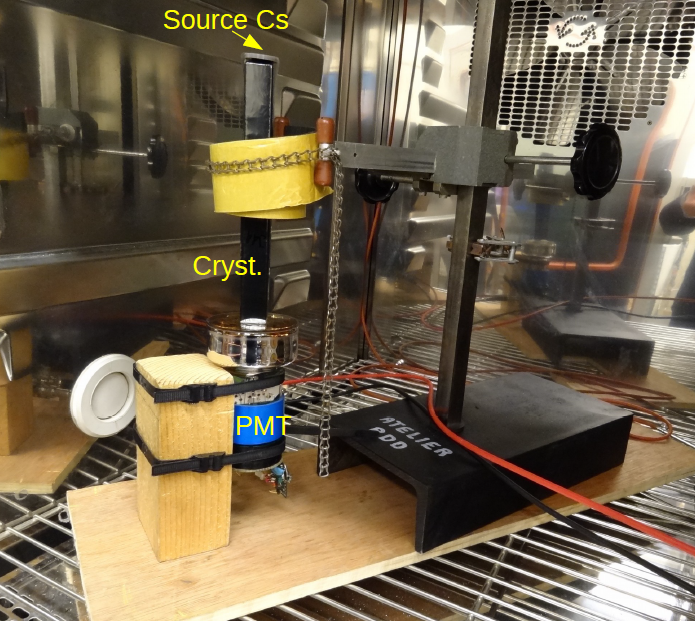 Source Cs
Cryst.
PMT
ATELIER
PDD